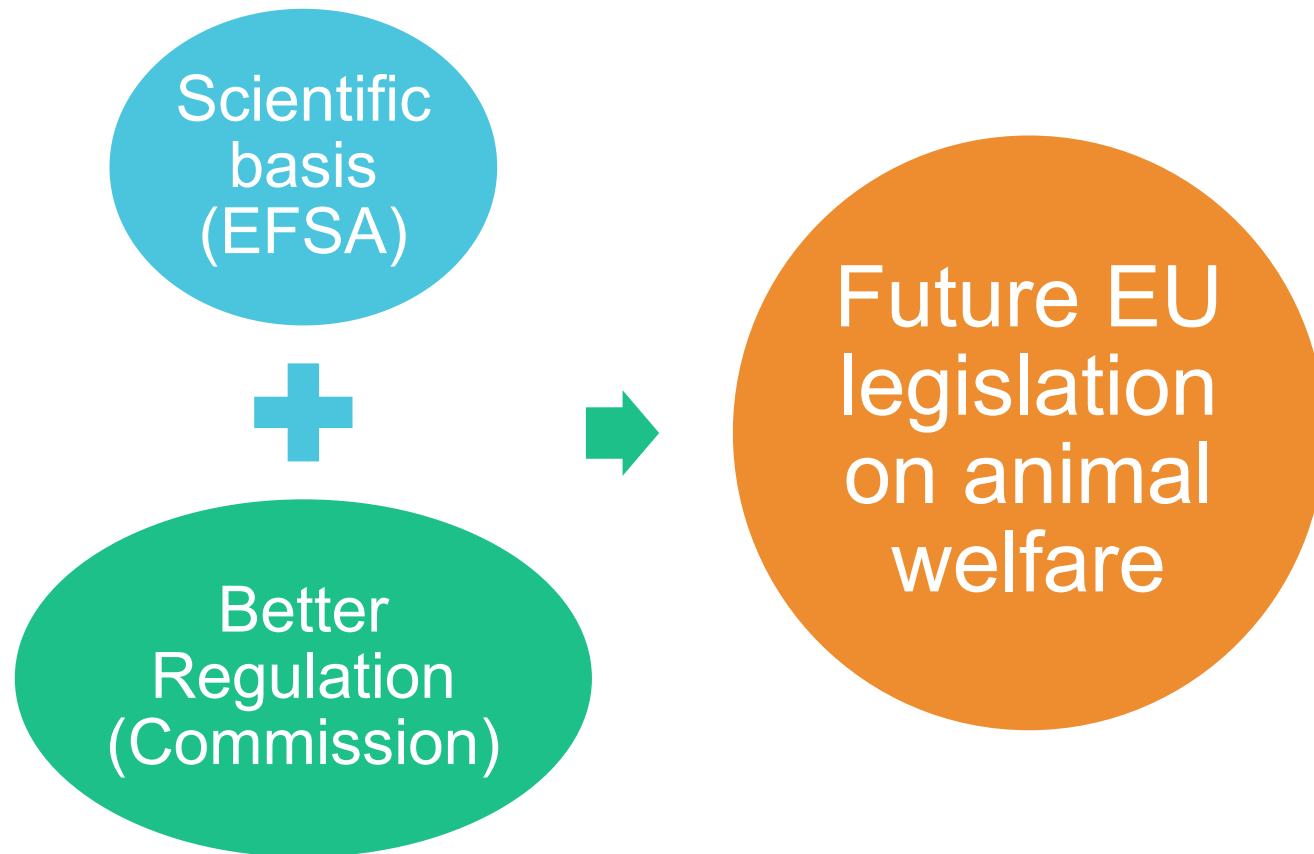 Scientific
basis
(EFSA)
Better
Regulation
(Commission)
Future EU
legislation
on animal
welfare